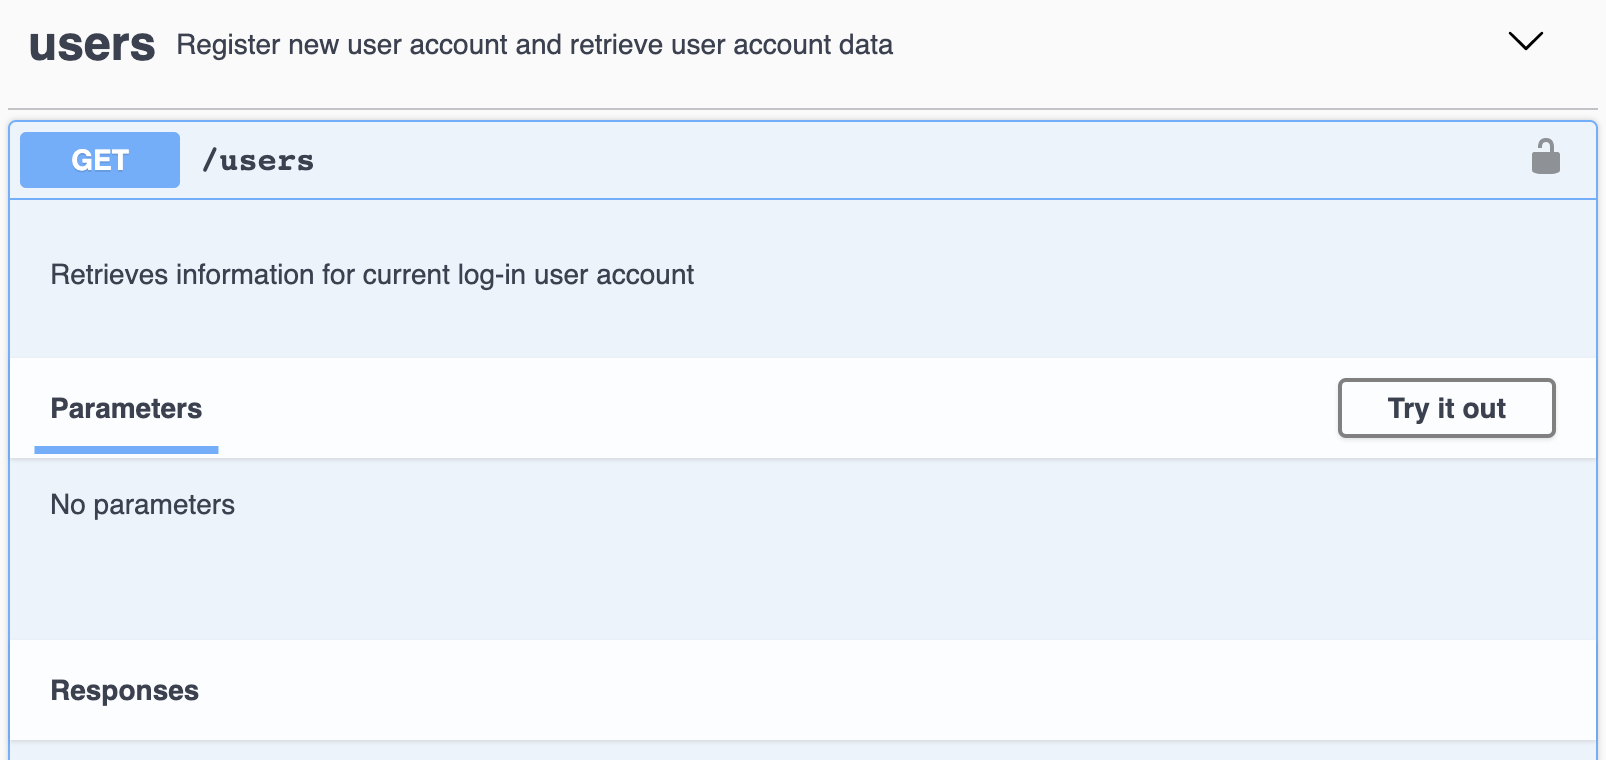 users Register new user account and retrieve user account data
GET /users
Retrieves information for current log-in user account
Parameters Try it out
No parameters
Responses